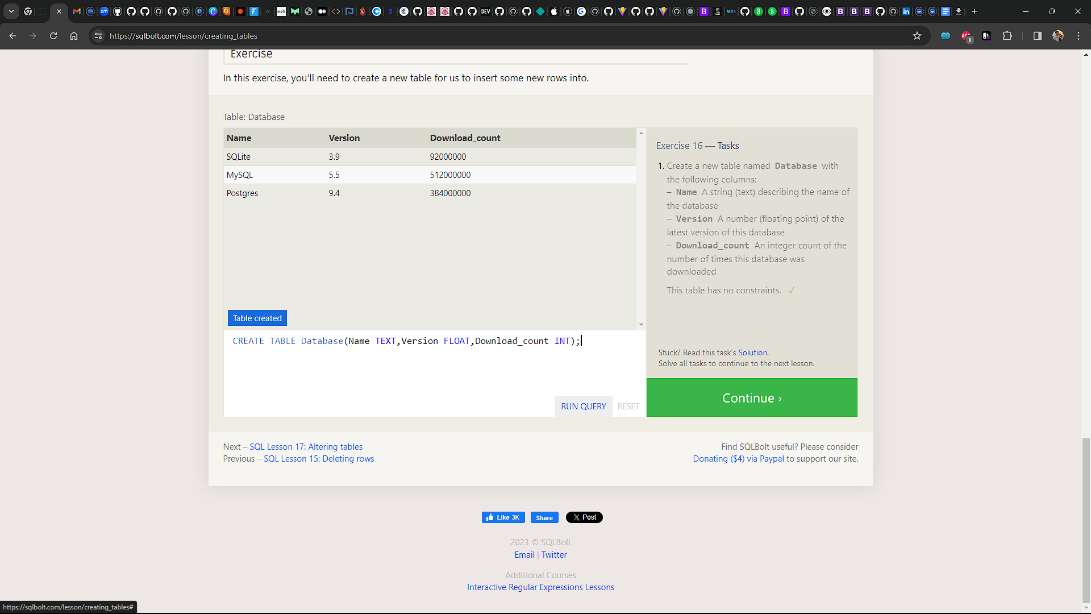 https://sqlbolt.com/lesson/creating_tables
Exercise
In this exercise, you'll need to create a new table for us to insert some new rows into.
Table: Database
Name Version Download_count
SQLite 3.9 92000000
MySQL 5.5 512000000
Postgres 9.4 384000000
Table created
CREATE TABLE Database(Name TEXT,Version FLOAT,Download_count INT);
RUN QUERY RESET
Exercise 16 — Tasks
1. Create a new table named Database with
the following columns:
– Name A string (text) describing the name of
the database
– Version A number (floating point) of the
latest version of this database
– Download_count An integer count of the
number of times this database was
downloaded
This table has no constraints. ✓
Stuck? Read this task's Solution.
Solve all tasks to continue to the next lesson.
Continue ›
Next – SQL Lesson 17: Altering tables
Previous – SQL Lesson 15: Deleting rows
Find SQLBolt useful? Please consider
Donating ($4) via Paypal to support our site.
Like 3K Share X Post
2023 © SQLBolt
Email | Twitter
Additional Courses
Interactive Regular Expressions Lessons
https://sqlbolt.com/lesson/creating_tables#